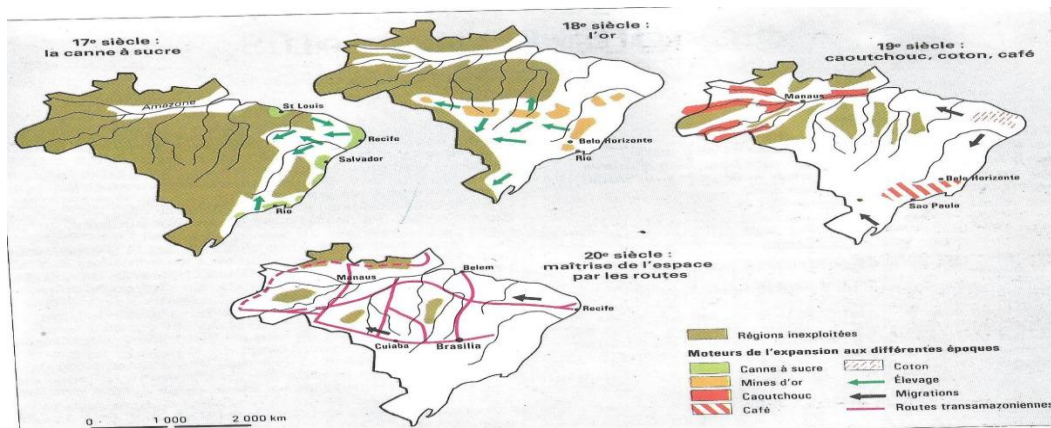 17e siècle :
la canne à sucre
Amazone
St Louis
Recife
Salvador
Rio
18e siècle :
l'or
Belo Horizonte
Rio
19e siècle :
caoutchouc, coton, café
Manaus
Belo Horizonte
Sao Paulo
20e siècle :
maîtrise de l'espace
par les routes
Manaus
Belem
Recife
Cuiaba
Brasilia
0 1 000 2 000 km
Régions inexploitées
Moteurs de l'expansion aux différentes époques
Canne à sucre
Mines d'or
Caoutchouc
Café
Coton
Élevage
Migrations
Routes transamazoniennes